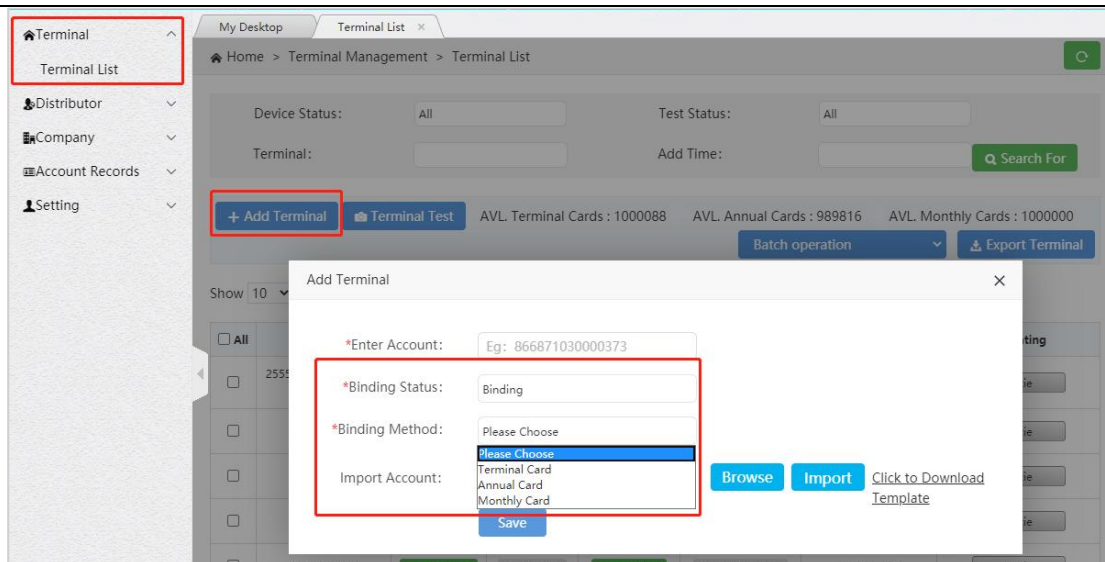 My Desktop
Terminal List ×
Terminal
Terminal List
Distributor
Company
Account Records
Setting
Home > Terminal Management > Terminal List
Device Status:
All
Test Status:
All
Terminal:
Add Time:
Search For
+ Add Terminal
Terminal Test
AVL. Terminal Cards : 1000088
AVL. Annual Cards : 989816
AVL. Monthly Cards : 1000000
Batch operation
Export Terminal
Show 10
All
2555
Add Terminal
×
*Enter Account:
Eg: 866871030000373
*Binding Status:
Binding
*Binding Method:
Please Choose
Please Choose
Terminal Card
Annual Card
Monthly Card
Import Account:
Browse
Import
Click to Download
Template
Save